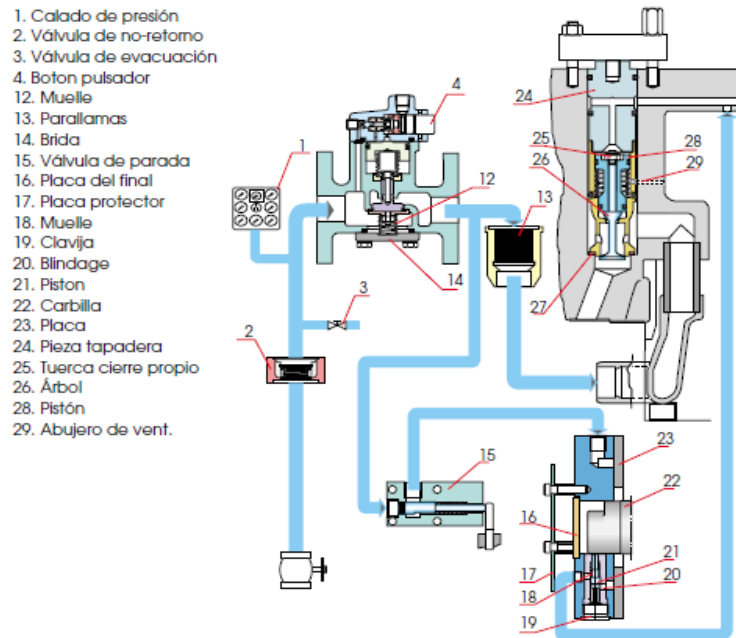 1. Calado de presión
2. Válvula de no-retorno
3. Válvula de evacuación
4. Boton pulsador
12. Muelle
13. Parallamas
14. Brida
15. Válvula de parada
16. Placa del final
17. Placa protector
18. Muelle
19. Clavija
20. Blindage
21. Piston
22. Carbilla
23. Placa
24. Pieza tapadera
25. Tuerca cierre propio
26. Árbol
28. Pistón
29. Abujero de vent.
1
4
12
13
14
3
2
15
24
25
26
28
29
27
23
22
16
21
20
17
18
19